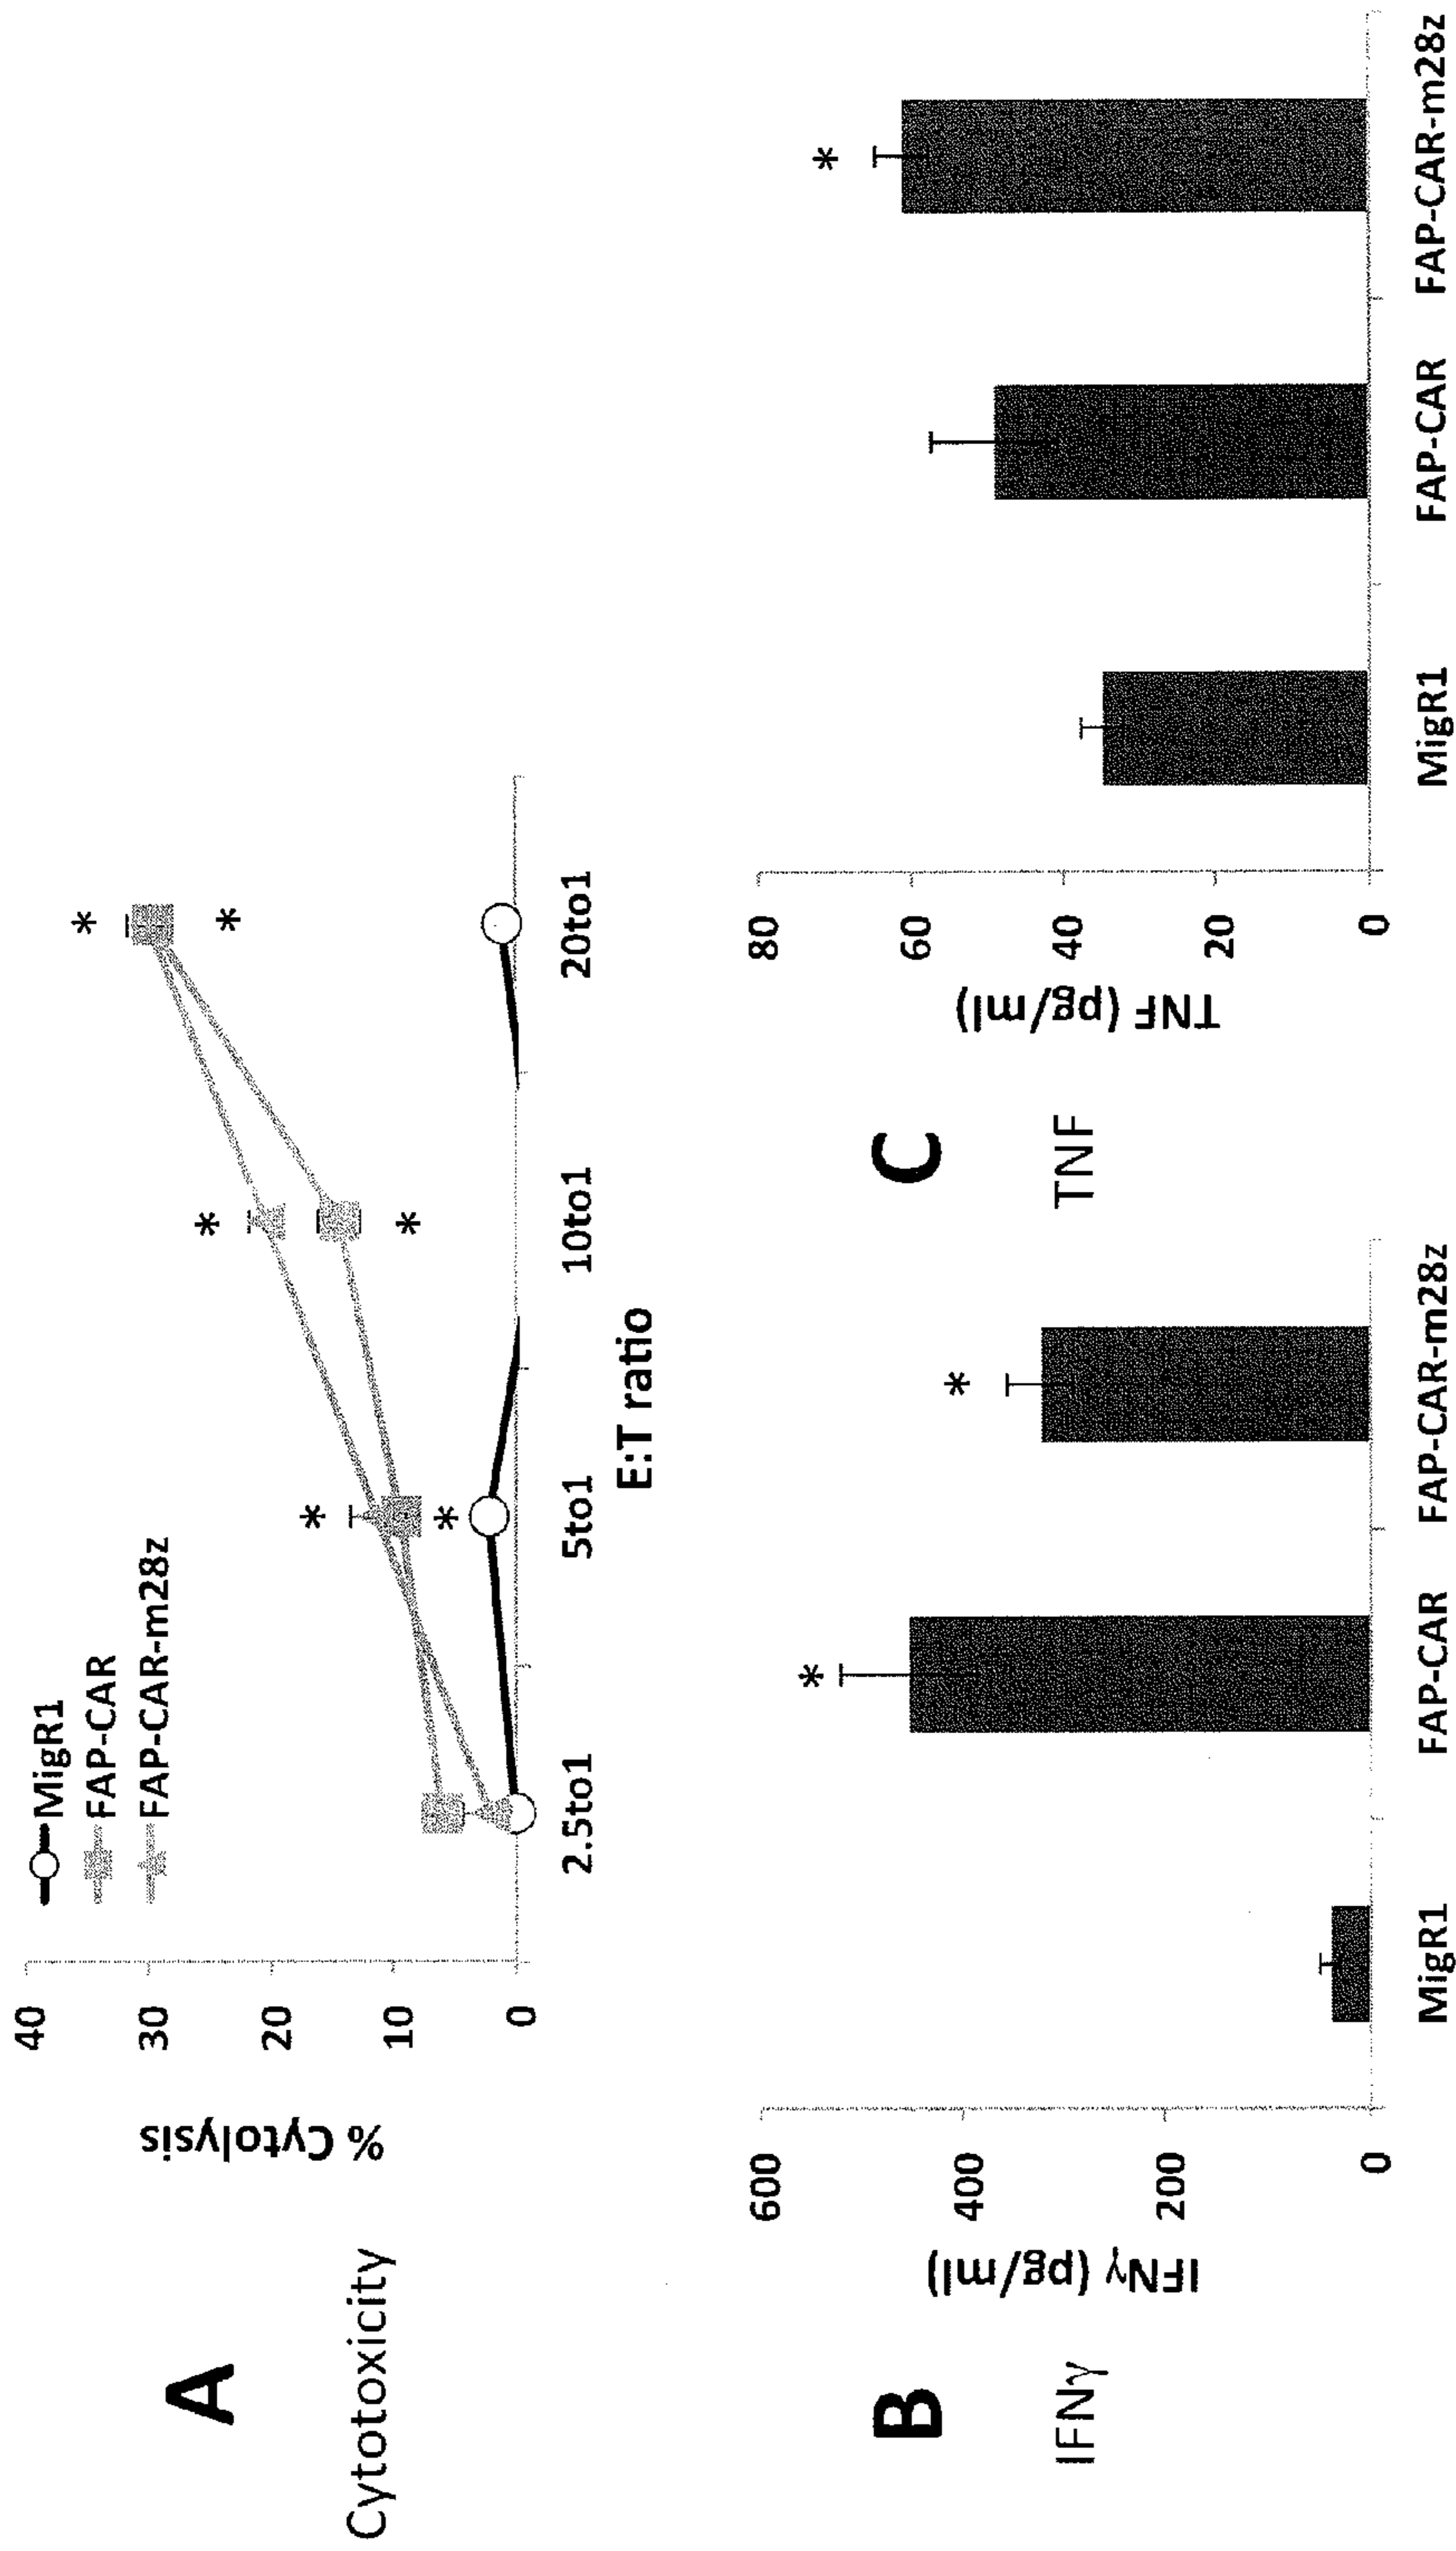 A
Cytotoxicity
% Cytolysis
40
30
20
10
0
MigR1
FAP-CAR
FAP-CAR-m28z
*
*
*
*
*
*
2.5to1
5to1
10to1
20to1
E:T ratio
B
IFNγ
IFNγ (pg/ml)
600
400
200
0
*
*
MigR1
FAP-CAR
FAP-CAR-m28z
C
TNF
TNF (pg/ml)
80
60
40
20
0
*
MigR1
FAP-CAR
FAP-CAR-m28z